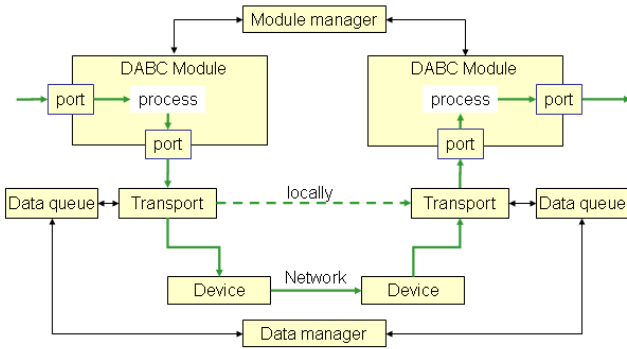 Module manager
DABC Module
DABC Module
port
process
process
port
port
port
locally
Data queue
Transport
Transport
Data queue
Network
Device
Device
Data manager